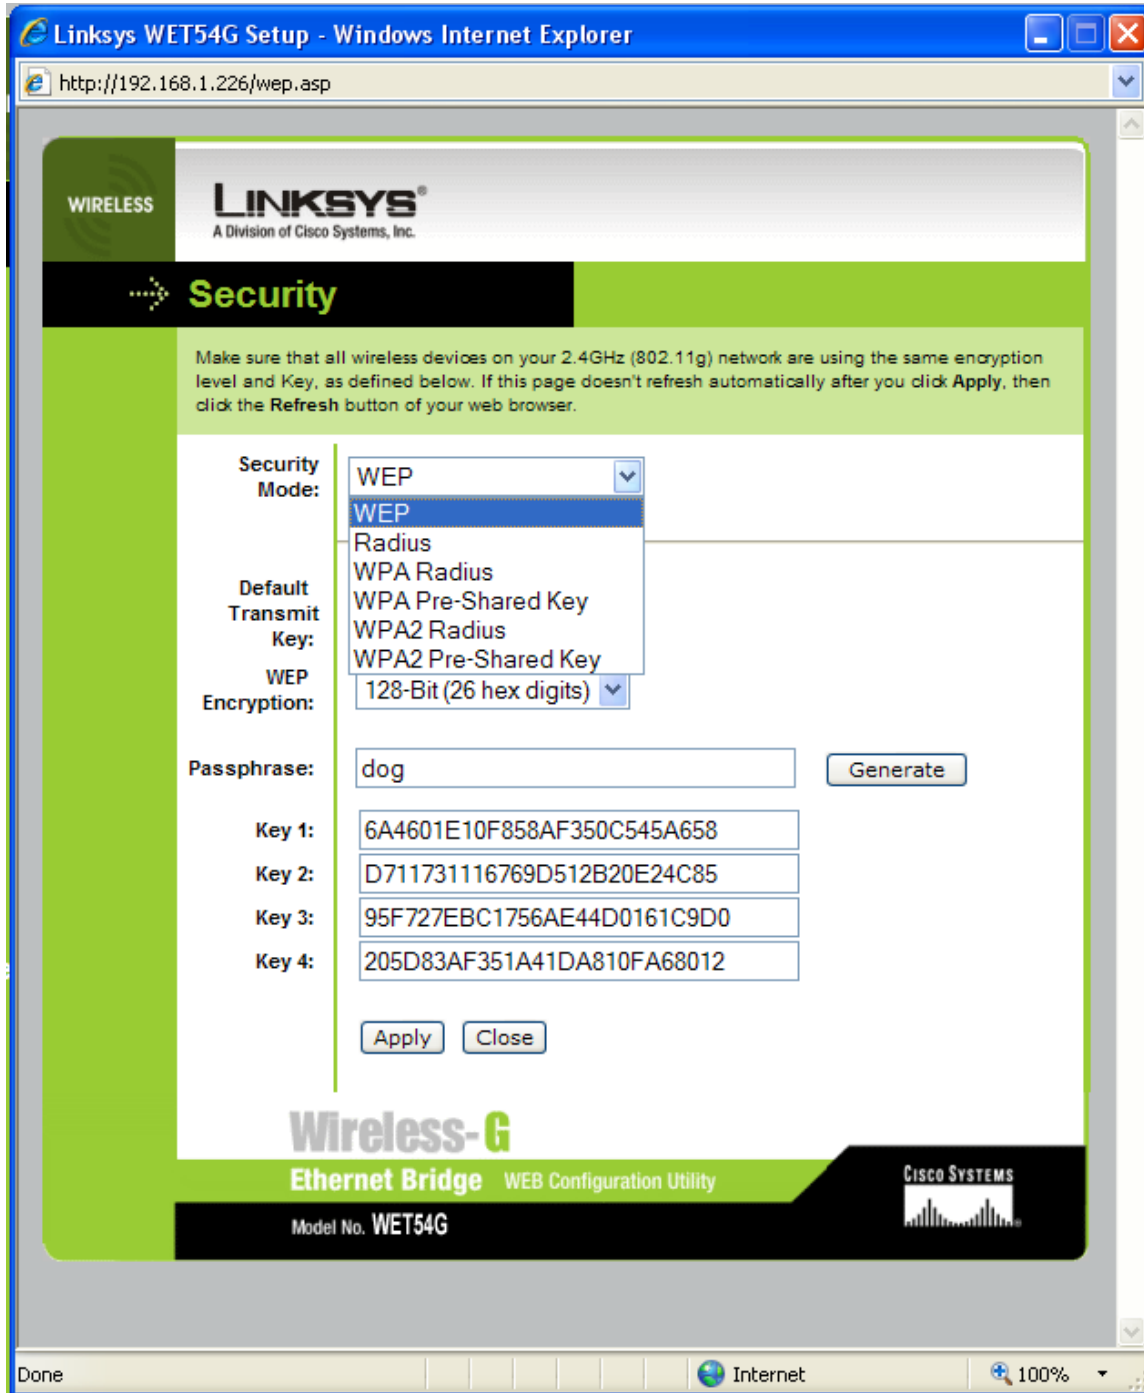 Linksys WET54G Setup - Windows Internet Explorer
http://192.168.1.226/wep.asp
WIRELESS
LINKSYS®
A Division of Cisco Systems, Inc.
Security
Make sure that all wireless devices on your 2.4GHz (802.11g) network are using the same encryption
level and Key, as defined below. If this page doesn't refresh automatically after you click Apply, then
click the Refresh button of your web browser.
Security
Mode:
WEP
WEP
Radius
WPA Radius
WPA Pre-Shared Key
WPA2 Radius
WPA2 Pre-Shared Key
Default
Transmit
Key:
WEP
Encryption:
128-Bit (26 hex digits)
Passphrase:
dog
Generate
Key 1:
6A4601E10F858AF350C545A658
Key 2:
D711731116769D512B20E24C85
Key 3:
95F727EBC1756AE44D0161C9D0
Key 4:
205D83AF351A41DA810FA68012
Apply
Close
Wireless-G
Ethernet Bridge WEB Configuration Utility
CISCO SYSTEMS
Model No. WET54G
Done
Internet
100%